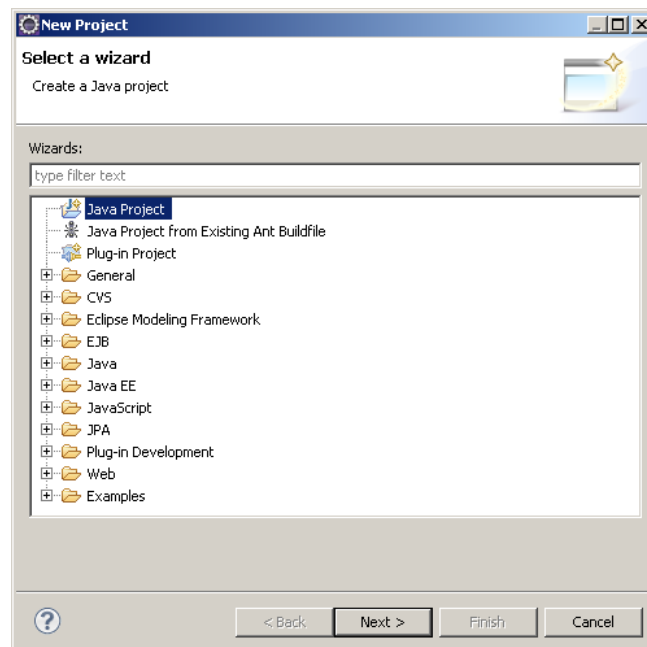 New Project
Select a wizard
Create a Java project
Wizards:
type filter text
Java Project
Java Project from Existing Ant Buildfile
Plug-in Project
General
CVS
Eclipse Modeling Framework
EJB
Java
Java EE
JavaScript
JPA
Plug-in Development
Web
Examples
< Back Next > Finish Cancel